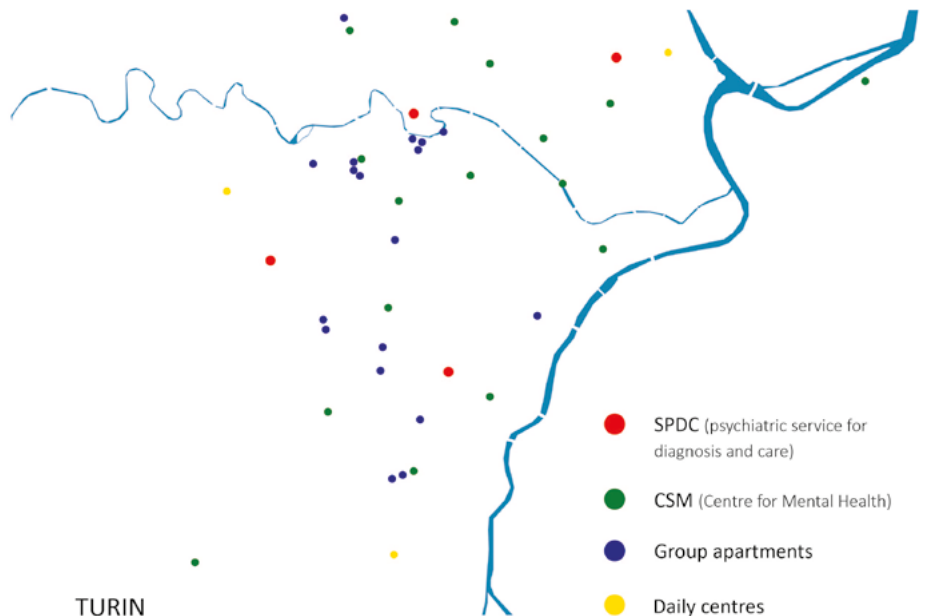 SPDC (psychiatric service for
diagnosis and care)
CSM (Centre for Mental Health)
Group apartments
Daily centres
TURIN